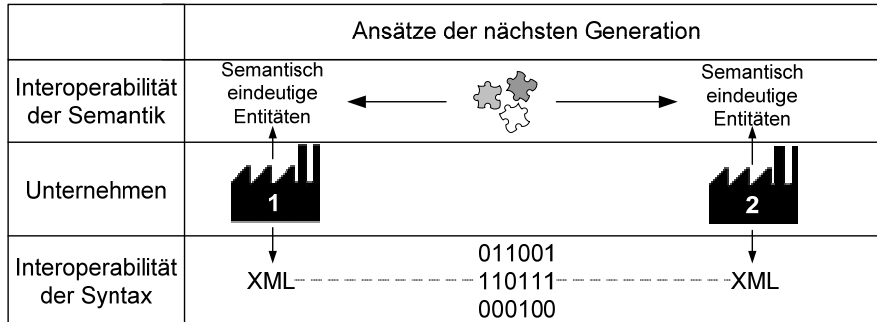 Ansätze der nächsten Generation
Interoperabilität
der Semantik
Semantisch
eindeutige
Entitäten
Semantisch
eindeutige
Entitäten
Unternehmen
1
2
Interoperabilität
der Syntax
XML
011001
110111
000100
XML